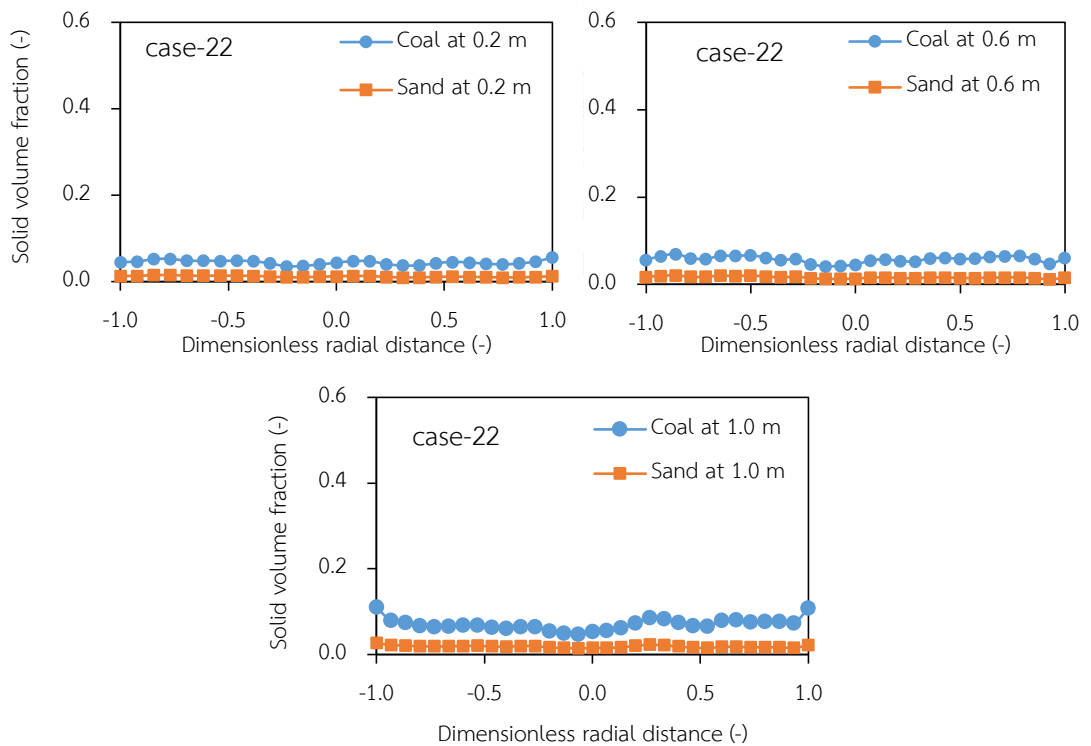 case-22
Coal at 0.2 m
Sand at 0.2 m
Solid volume fraction (-)
0.6
0.4
0.2
0.0
-1.0 -0.5 0.0 0.5 1.0
Dimensionless radial distance (-)
case-22
Coal at 0.6 m
Sand at 0.6 m
0.6
0.4
0.2
0.0
-1.0 -0.5 0.0 0.5 1.0
Dimensionless radial distance (-)
case-22
Coal at 1.0 m
Sand at 1.0 m
Solid volume fraction (-)
0.6
0.4
0.2
0.0
-1.0 -0.5 0.0 0.5 1.0
Dimensionless radial distance (-)